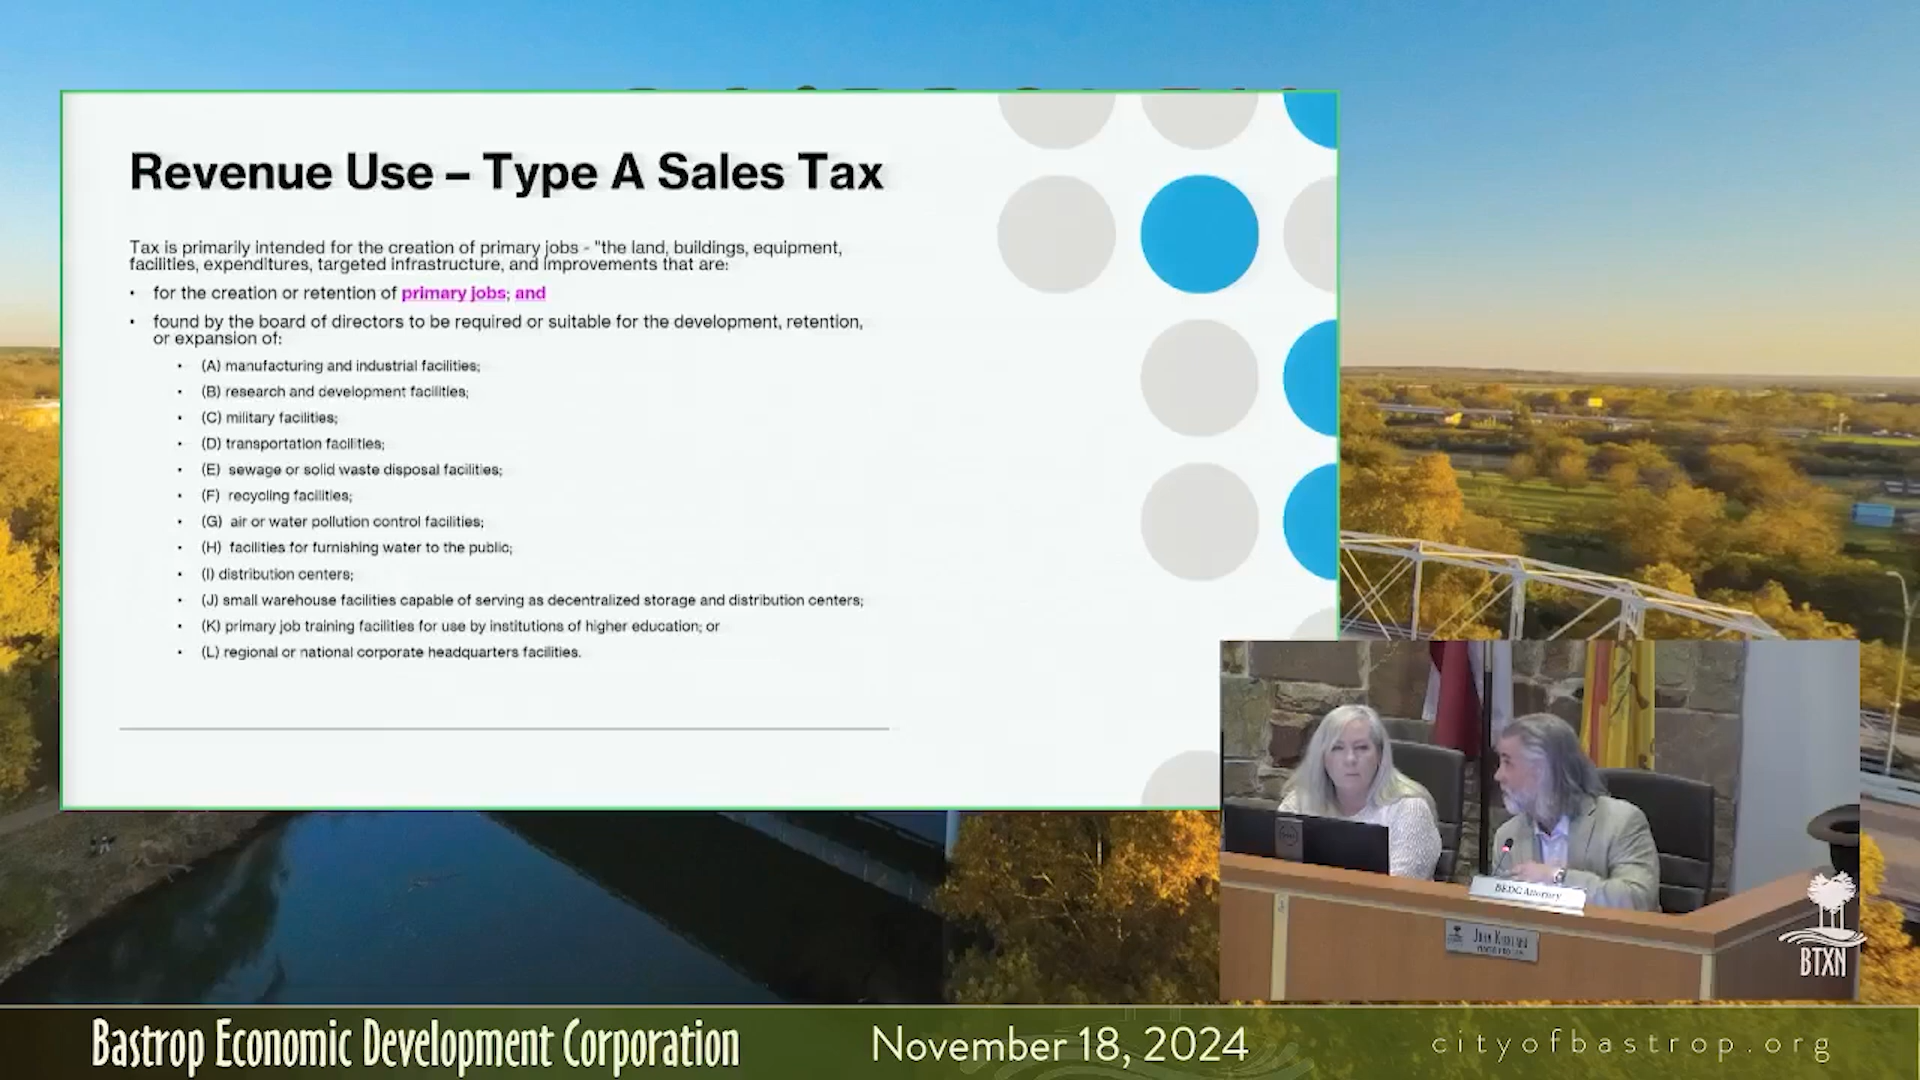 Revenue Use – Type A Sales Tax
Tax is primarily intended for the creation of primary jobs - "the land, buildings, equipment,
facilities, expenditures, targeted infrastructure, and improvements that are:
• for the creation or retention of primary jobs; and
• found by the board of directors to be required or suitable for the development, retention,
or expansion of:
• (A) manufacturing and industrial facilities;
• (B) research and development facilities;
• (C) military facilities;
• (D) transportation facilities;
• (E) sewage or solid waste disposal facilities;
• (F) recycling facilities;
• (G) air or water pollution control facilities;
• (H) facilities for furnishing water to the public;
• (I) distribution centers;
• (J) small warehouse facilities capable of serving as decentralized storage and distribution centers;
• (K) primary job training facilities for use by institutions of higher education; or
• (L) regional or national corporate headquarters facilities.
BEDC Attorney
BTXN
Bastrop Economic Development Corporation
November 18, 2024
cityofbastrop.org